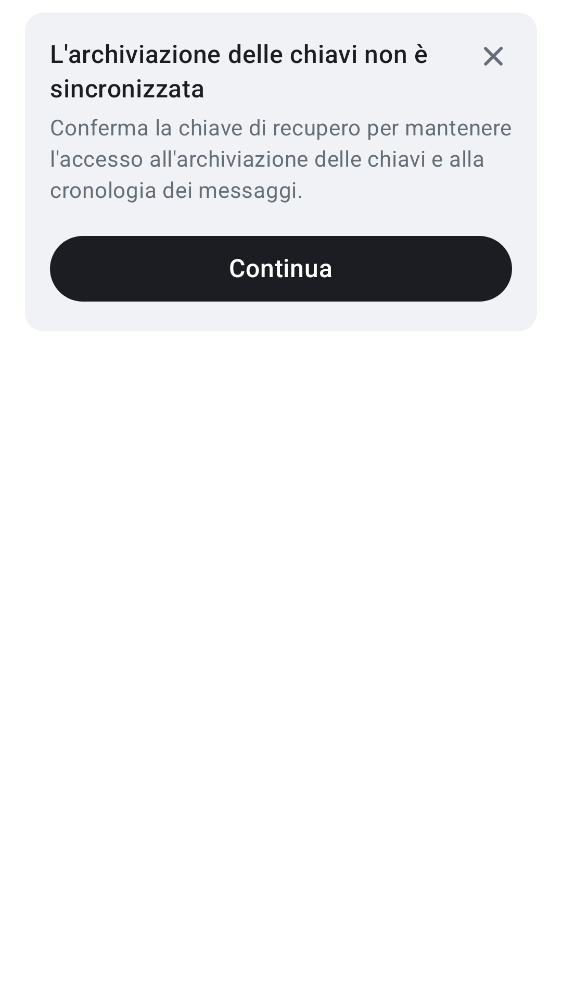 L'archiviazione delle chiavi non è
sincronizzata
Conferma la chiave di recupero per mantenere
l'accesso all'archiviazione delle chiavi e alla
cronologia dei messaggi.
Continua